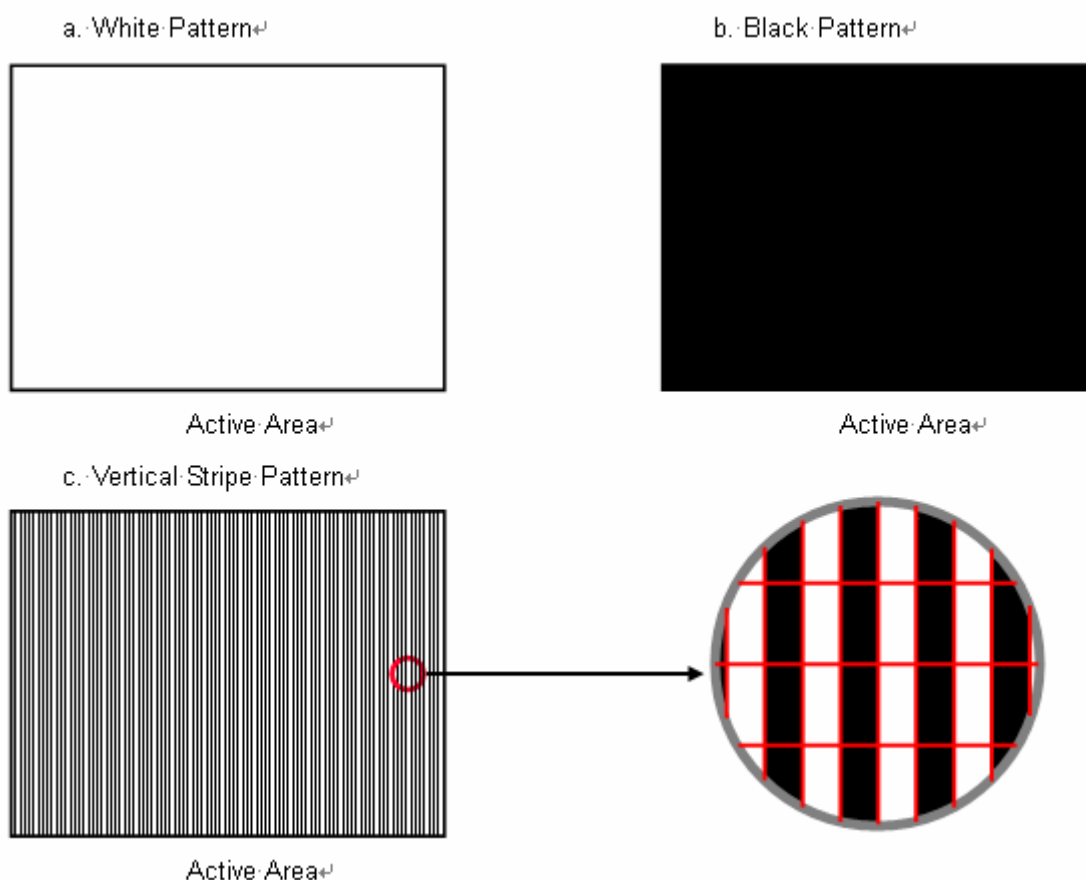 a. White Pattern↵
b. Black Pattern↵
Active Area↵
Active Area↵
c. Vertical Stripe Pattern↵
Active Area↵